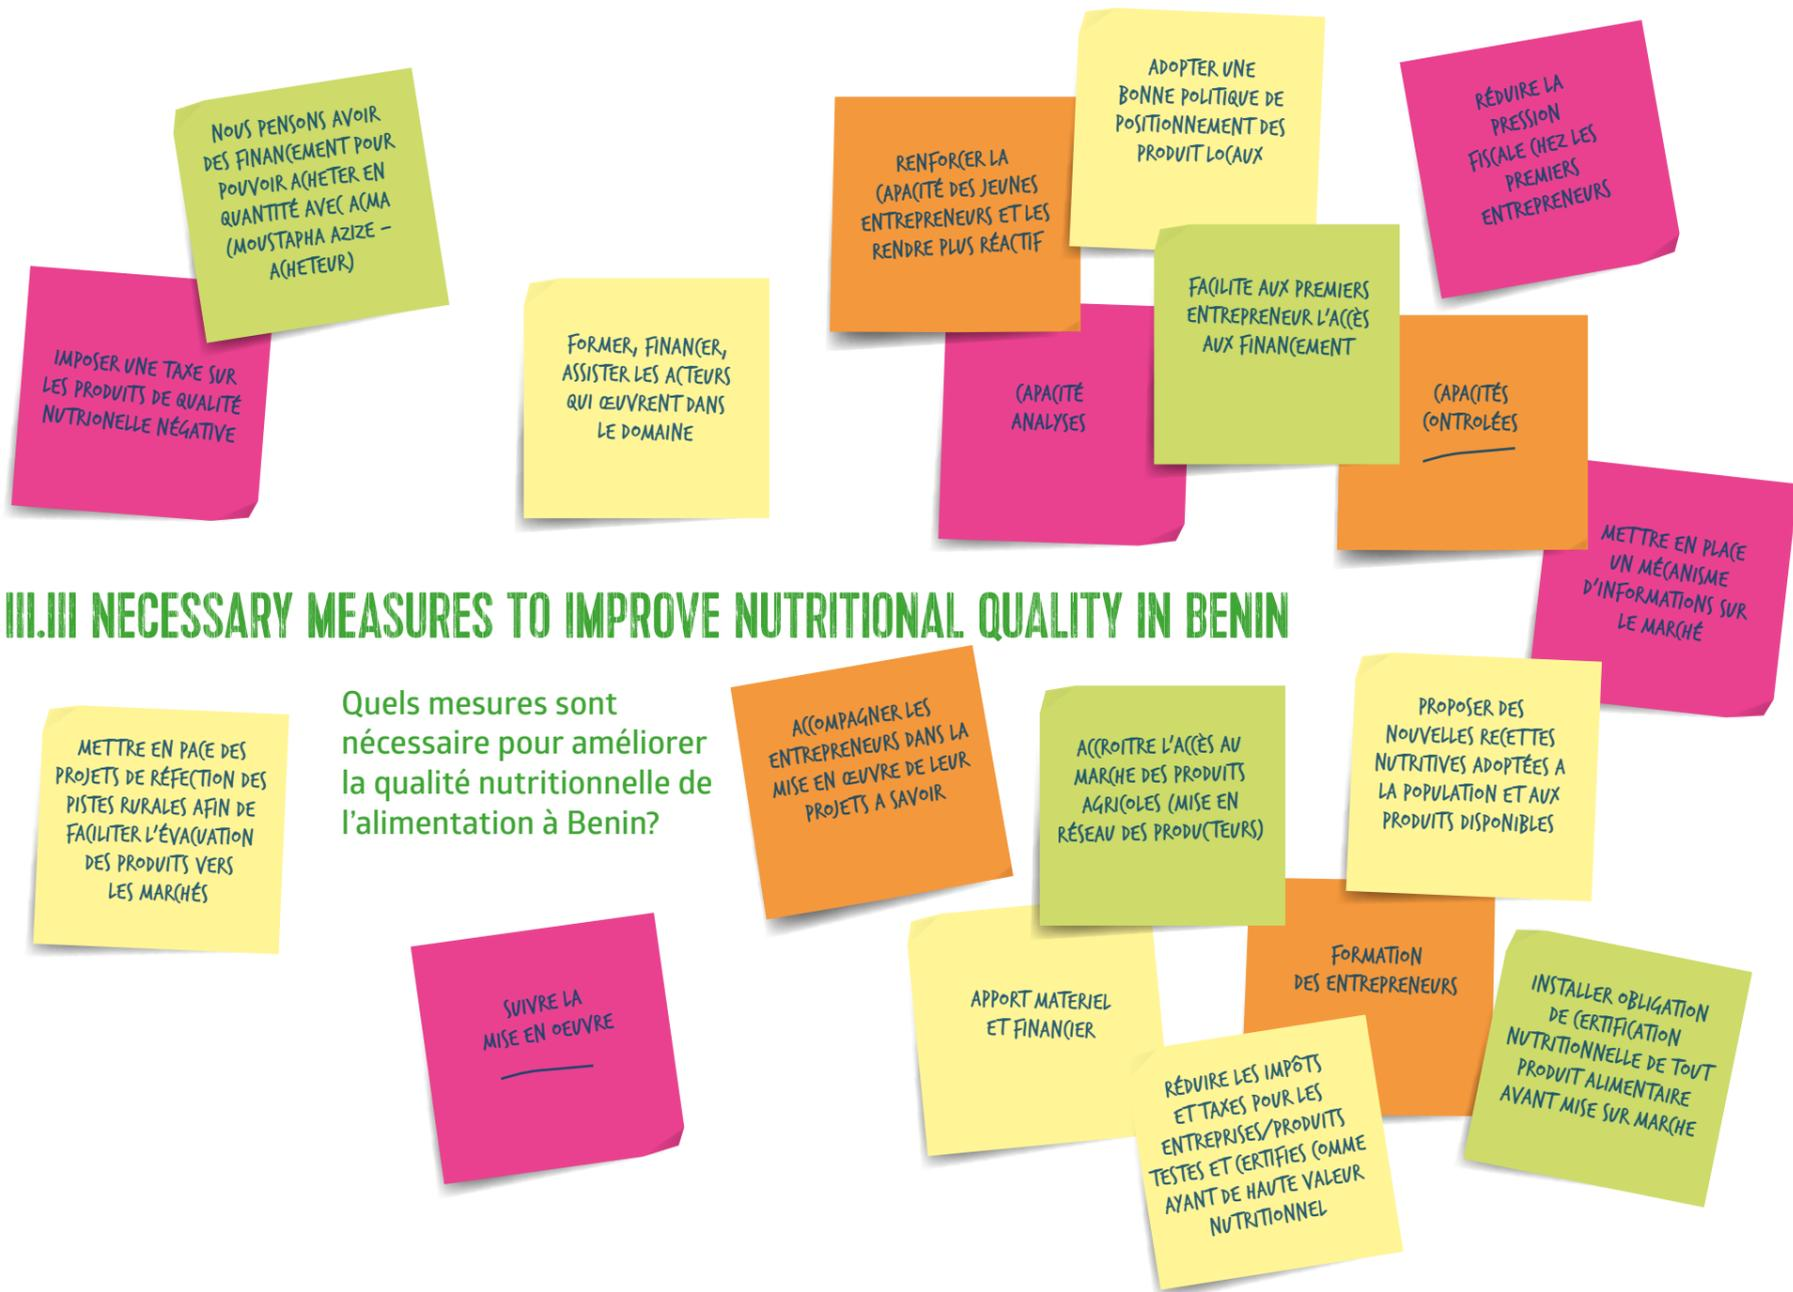 NOUS PENSONS AVOIR
DES FINANCEMENT POUR
POUVOIR ACHETER EN
QUANTITÉ AVEC ACMA
(MOUSTAPHA AZIZE –
ACHETEUR)
IMPOSER UNE TAXE SUR
LES PRODUITS DE QUALITÉ
NUTRIONELLE NÉGATIVE
FORMER, FINANCER,
ASSISTER LES ACTEURS
QUI ŒUVRENT DANS
LE DOMAINE
RENFORCER LA
CAPACITÉ DES JEUNES
ENTREPRENEURS ET LES
RENDRE PLUS RÉACTIF
ADOPTER UNE
BONNE POLITIQUE DE
POSITIONNEMENT DES
PRODUIT LOCAUX
RÉDUIRE LA
PRESSION
FISCALE CHEZ LES
PREMIERS
ENTREPRENEURS
FACILITE AUX PREMIERS
ENTREPRENEUR L'ACCÈS
AUX FINANCEMENT
CAPACITÉ
ANALYSES
CAPACITÉS
CONTROLÉES
METTRE EN PLACE
UN MÉCANISME
D'INFORMATIONS SUR
LE MARCHÉ
III.III NECESSARY MEASURES TO IMPROVE NUTRITIONAL QUALITY IN BENIN
Quels mesures sont
nécessaire pour améliorer
la qualité nutritionnelle de
l'alimentation à Benin?
METTRE EN PACE DES
PROJETS DE RÉFECTION DES
PISTES RURALES AFIN DE
FACILITER L'ÉVACUATION
DES PRODUITS VERS
LES MARCHÉS
SUIVRE LA
MISE EN OEUVRE
ACCOMPAGNER LES
ENTREPRENEURS DANS LA
MISE EN ŒUVRE DE LEUR
PROJETS A SAVOIR
ACCROITRE L'ACCÈS AU
MARCHE DES PRODUITS
AGRICOLES (MISE EN
RÉSEAU DES PRODUCTEURS)
PROPOSER DES
NOUVELLES RECETTES
NUTRITIVES ADOPTÉES A
LA POPULATION ET AUX
PRODUITS DISPONIBLES
APPORT MATERIEL
ET FINANCIER
FORMATION
DES ENTREPRENEURS
INSTALLER OBLIGATION
DE CERTIFICATION
NUTRITIONNELLE DE TOUT
PRODUIT ALIMENTAIRE
AVANT MISE SUR MARCHE
RÉDUIRE LES IMPÔTS
ET TAXES POUR LES
ENTREPRISES/PRODUITS
TESTES ET CERTIFIES COMME
AYANT DE HAUTE VALEUR
NUTRITIONNEL